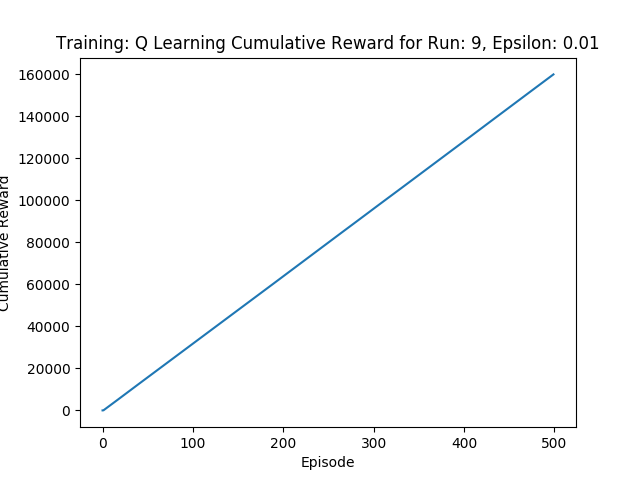 Training: Q Learning Cumulative Reward for Run: 9, Epsilon: 0.01
160000
140000
120000
100000
80000
60000
40000
20000
0
Cumulative Reward
0 100 200 300 400 500
Episode